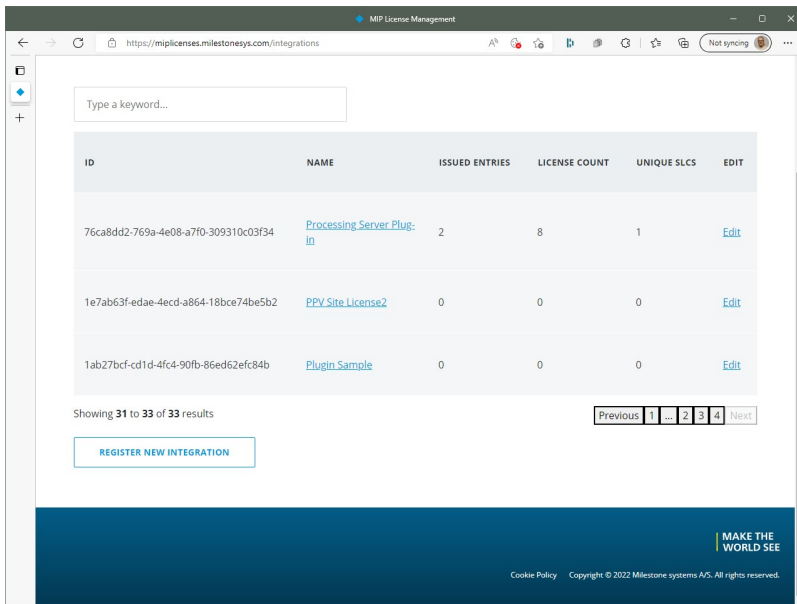 MIP License Management
https://miplicenses.milestonesys.com/integrations
Not syncing
Type a keyword...
ID NAME ISSUED ENTRIES LICENSE COUNT UNIQUE SLCS EDIT
76ca8dd2-769a-4e08-a7f0-309310c03f34 Processing Server Plug-in 2 8 1 Edit
1e7ab63f-edae-4ecd-a864-18bce74be5b2 PPV Site License2 0 0 0 Edit
1ab27bcf-cd1d-4fc4-90fb-86ed62efc84b Plugin Sample 0 0 0 Edit
Showing 31 to 33 of 33 results Previous 1 ... 2 3 4 Next
REGISTER NEW INTEGRATION
MAKE THE
WORLD SEE
Cookie Policy Copyright © 2022 Milestone systems A/S. All rights reserved.